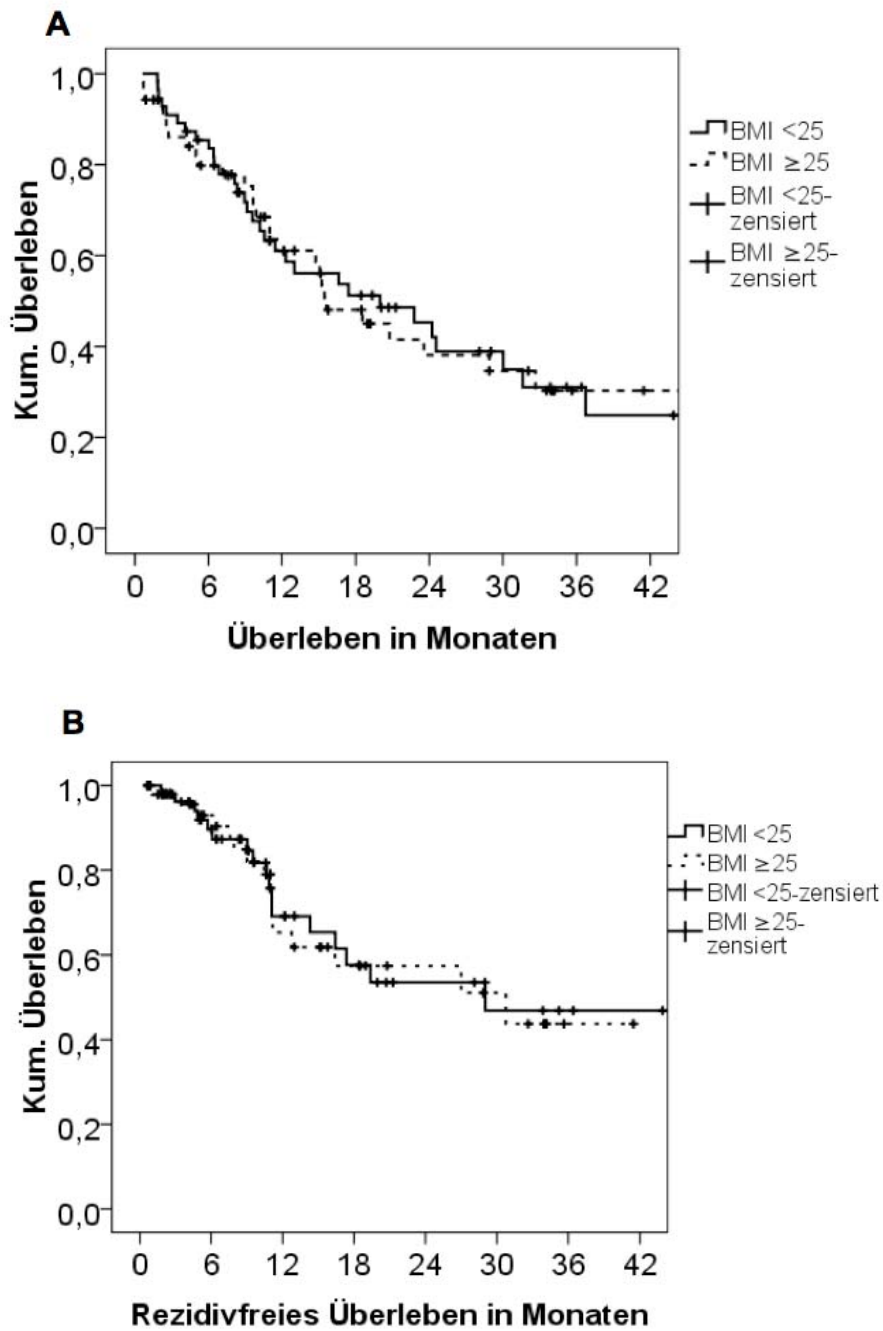 A
1,0
0,8
0,6
0,4
0,2
0,0
Kum. Überleben
0 6 12 18 24 30 36 42
Überleben in Monaten
BMI <25
BMI ≥25
BMI <25-
zensiert
BMI ≥25-
zensiert
B
1,0
0,8
0,6
0,4
0,2
0,0
Kum. Überleben
0 6 12 18 24 30 36 42
Rezidivfreies Überleben in Monaten
BMI <25
BMI ≥25
BMI <25-zensiert
BMI ≥25-
zensiert